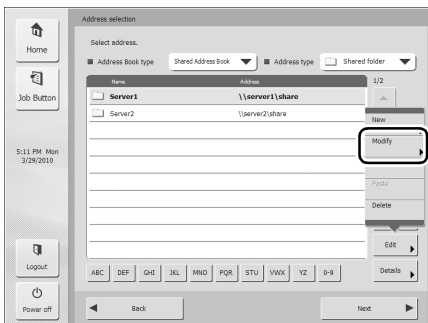 Address selection
Home
Select address.
Address Book type
Shared Address Book
Address type
Shared folder
Name
Address
1/2
Server1
\\server1\share
Job Button
Server2
\\server2\share
New
Modify
5:11 PM Mon
3/29/2010
Paste
Delete
Edit
Logout
ABC
DEF
GHI
JKL
MNO
PQR
STU
VWX
YZ
0-9
Details
Power off
Back
Next